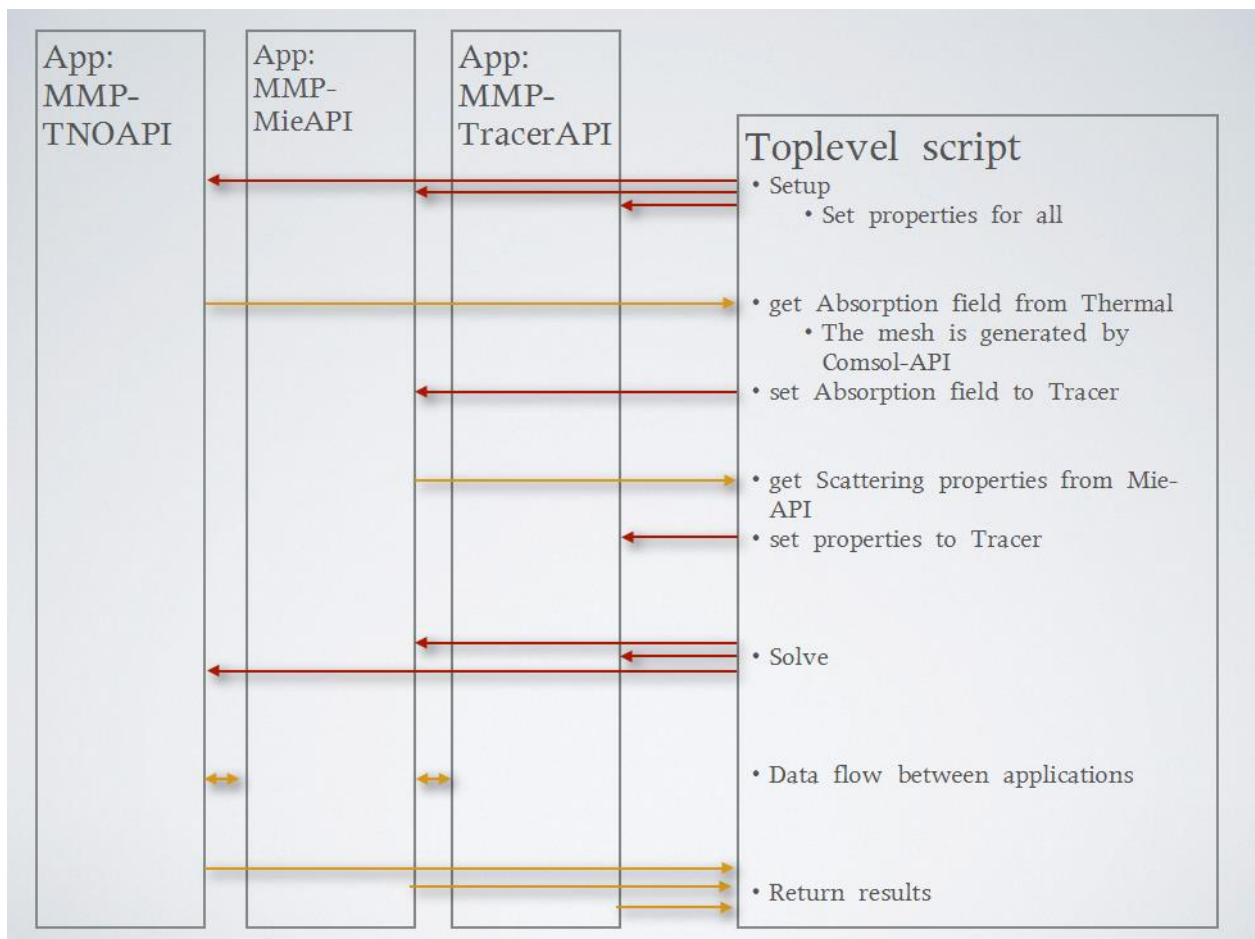 App:
MMP-
TNOAPI
App:
MMP-
MieAPI
App:
MMP-
TracerAPI
Toplevel script
• Setup
• Set properties for all
• get Absorption field from Thermal
• The mesh is generated by
Comsol-API
• set Absorption field to Tracer
• get Scattering properties from Mie-
API
• set properties to Tracer
• Solve
• Data flow between applications
• Return results